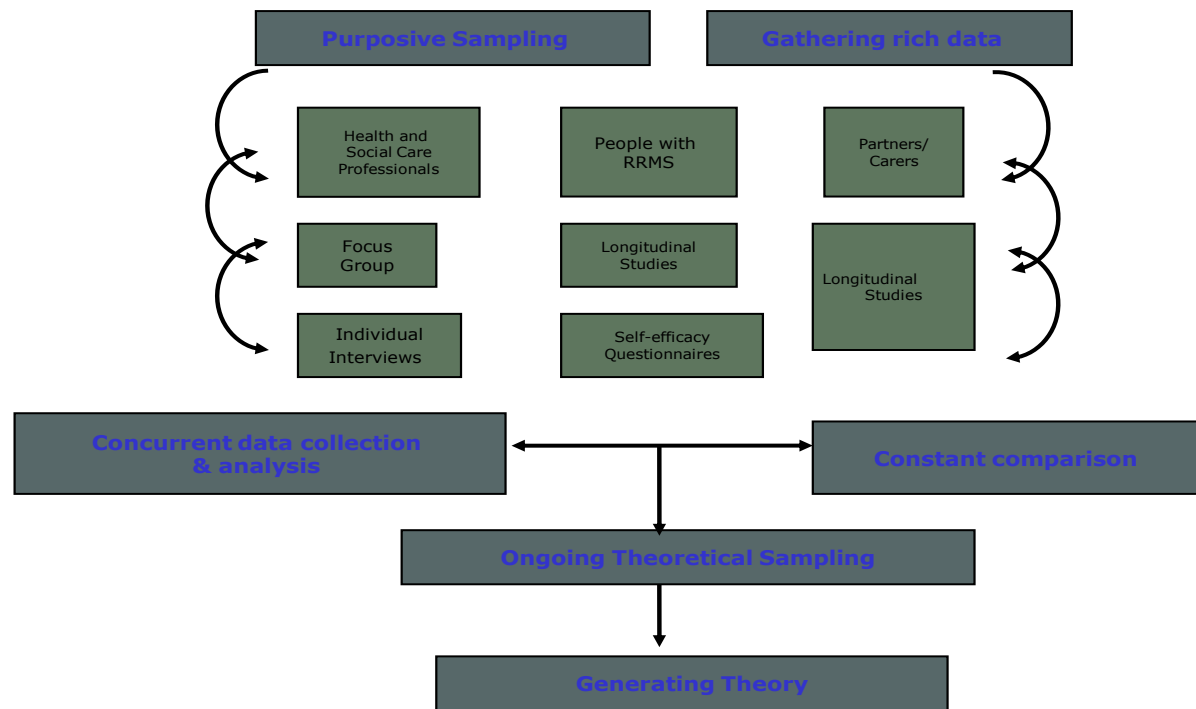 Purposive Sampling
Gathering rich data
Health and
Social Care
Professionals
People with
RRMS
Partners/
Carers
Focus
Group
Longitudinal
Studies
Longitudinal
Studies
Individual
Interviews
Self-efficacy
Questionnaires
Concurrent data collection
& analysis
Constant comparison
Ongoing Theoretical Sampling
Generating Theory